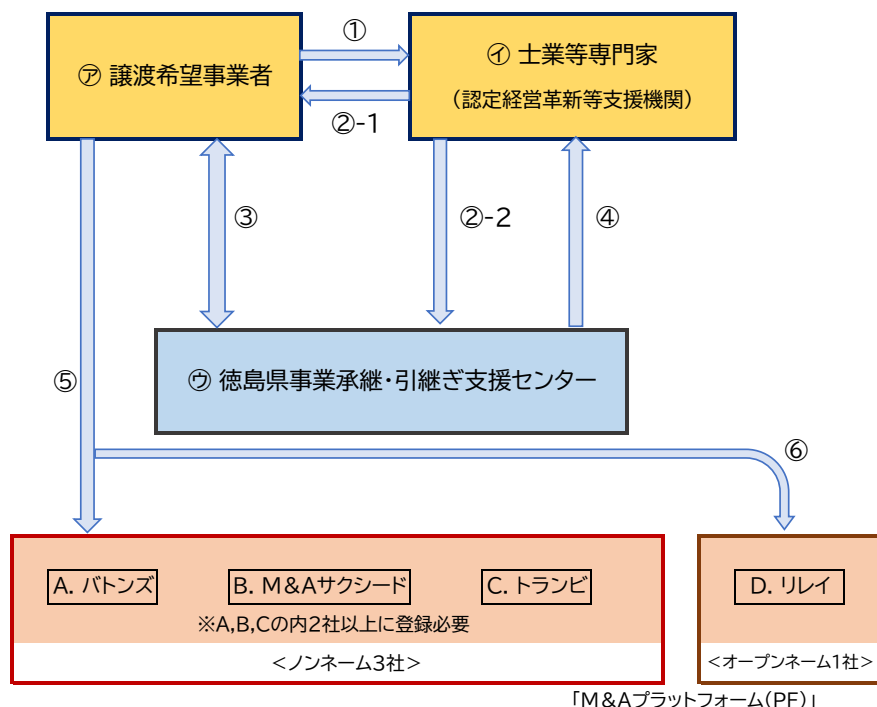 ①
㋐ 譲渡希望事業者
㋑ 士業等専門家
(認定経営革新等支援機関)
②-1
③
②-2
④
㋒ 徳島県事業承継・引継ぎ支援センター
⑤
⑥
A. バトンズ
B. M&Aサクシード
C. トランビ
D. リレイ
※A,B,Cの内2社以上に登録必要
<ノンネーム3社>
<オープンネーム1社>
「M&Aプラットフォーム(PF)」